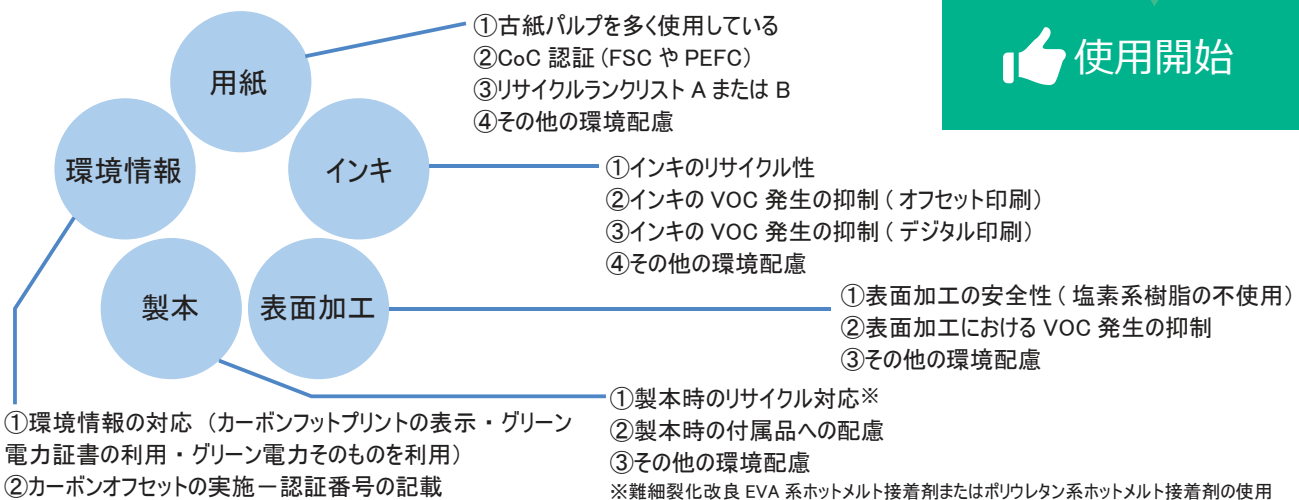 用紙
①古紙パルプを多く使用している
②CoC 認証（FSC や PEFC）
③リサイクルランクリスト A または B
④その他の環境配慮
使用開始
環境情報
インキ
①インキのリサイクル性
②インキの VOC 発生の抑制（オフセット印刷）
③インキの VOC 発生の抑制（デジタル印刷）
④その他の環境配慮
製本
表面加工
①表面加工の安全性（塩素系樹脂の不使用）
②表面加工における VOC 発生の抑制
③その他の環境配慮
①製本時のリサイクル対応※
②製本時の付属品への配慮
③その他の環境配慮
※難細裂化改良 EVA 系ホットメルト接着剤またはポリウレタン系ホットメルト接着剤の使用
①環境情報の対応（カーボンフットプリントの表示・グリーン
電力証書の利用・グリーン電力そのものを利用）
②カーボンオフセットの実施－認証番号の記載